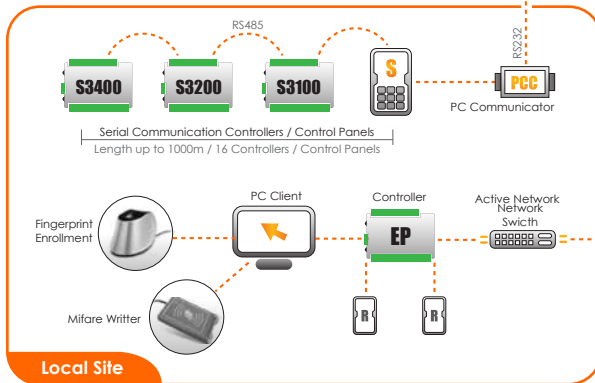 RS485
RS232
S3400
S3200
S3100
S
PCC
PC Communicator
Serial Communication Controllers / Control Panels
Length up to 1000m / 16 Controllers / Control Panels
PC Client
Controller
Active Network
Network
Swicth
Fingerprint
Enrollment
EP
Mifare Writter
R
R
Local Site